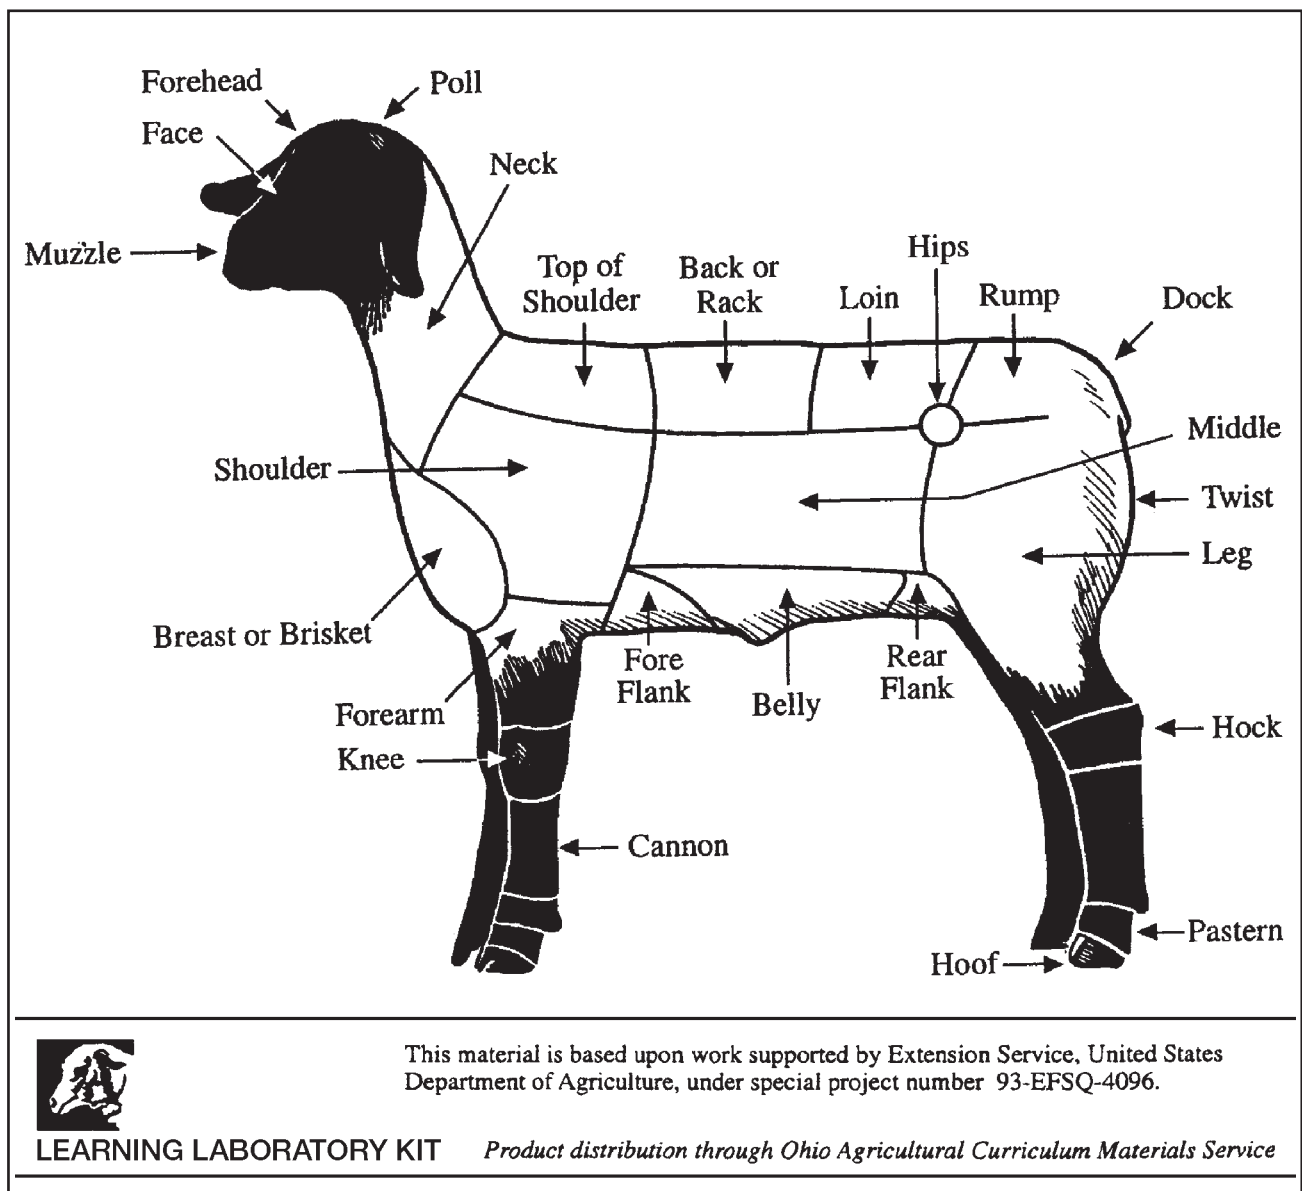 Forehead
Poll
Face
Neck
Muzzle
Hips
Top of
Shoulder
Back or
Rack
Loin
Rump
Dock
Middle
Shoulder
Twist
Leg
Breast or Brisket
Fore
Flank
Rear
Flank
Belly
Forearm
Hock
Knee
Cannon
Pastern
Hoof
This material is based upon work supported by Extension Service, United States
Department of Agriculture, under special project number 93-EFSQ-4096.
LEARNING LABORATORY KIT
Product distribution through Ohio Agricultural Curriculum Materials Service